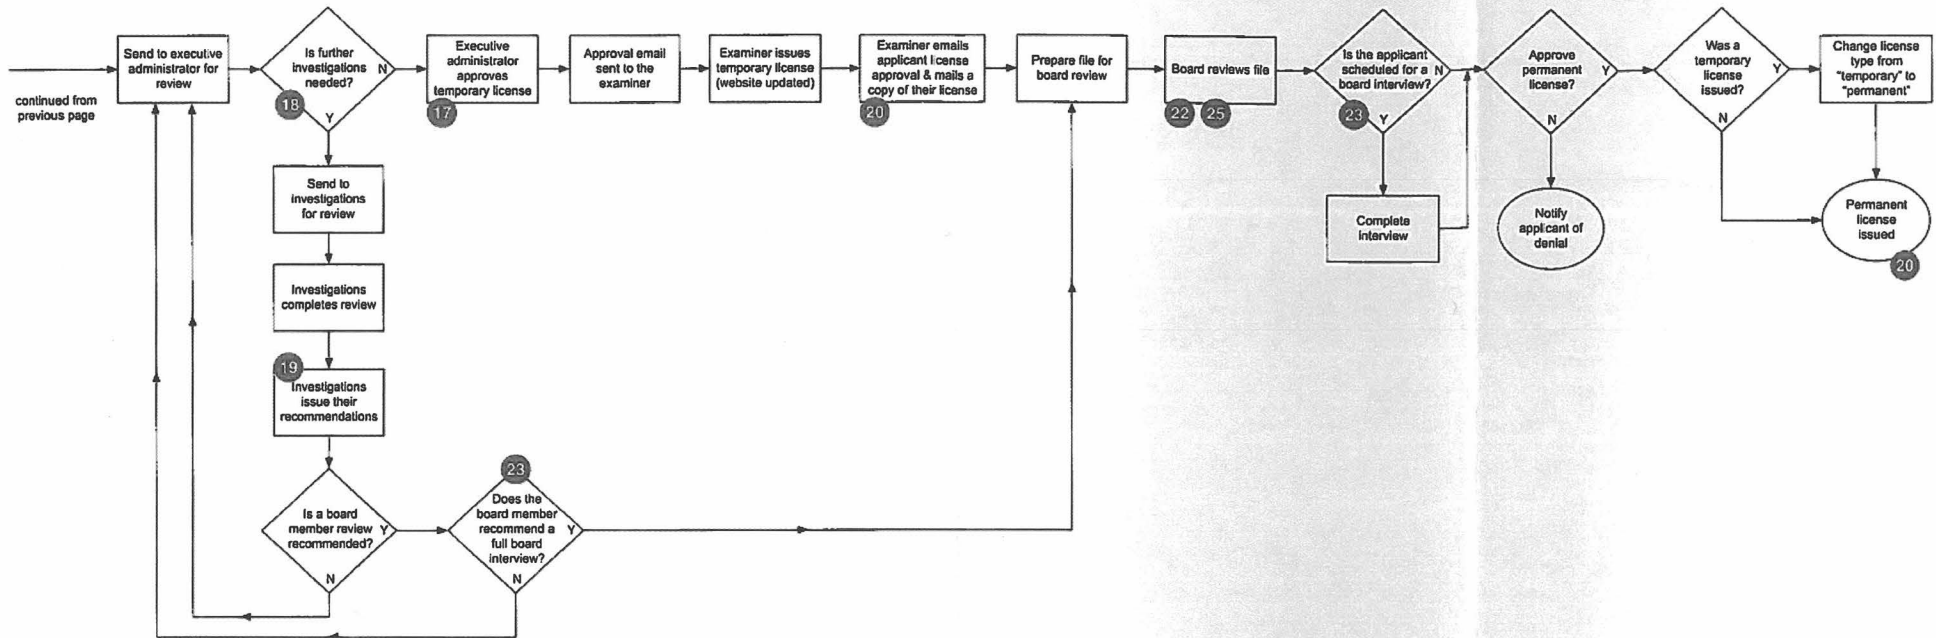 continued from
previous page
Send to executive
administrator for
review
Is further
investigations
needed?
N
Y
18
Executive
administrator
approves
temporary license
17
Approval email
sent to the
examiner
Examiner issues
temporary license
(website updated)
Examiner emails
applicant license
approval & mails a
copy of their license
20
Prepare file for
board review
Board reviews file
22
25
Is the applicant
scheduled for a
board interview?
N
Y
23
Complete
interview
Approve
permanent
license?
Y
N
Notify
applicant of
denial
Was a
temporary
license
issued?
Y
N
Change license
type from
"temporary" to
"permanent"
Permanent
license
issued
20
Send to
investigations
for review
Investigations
completes review
19
Investigations
issue their
recommendations
Is a board
member review
recommended?
Y
N
23
Does the
board member
recommend a
full board
interview?
Y
N